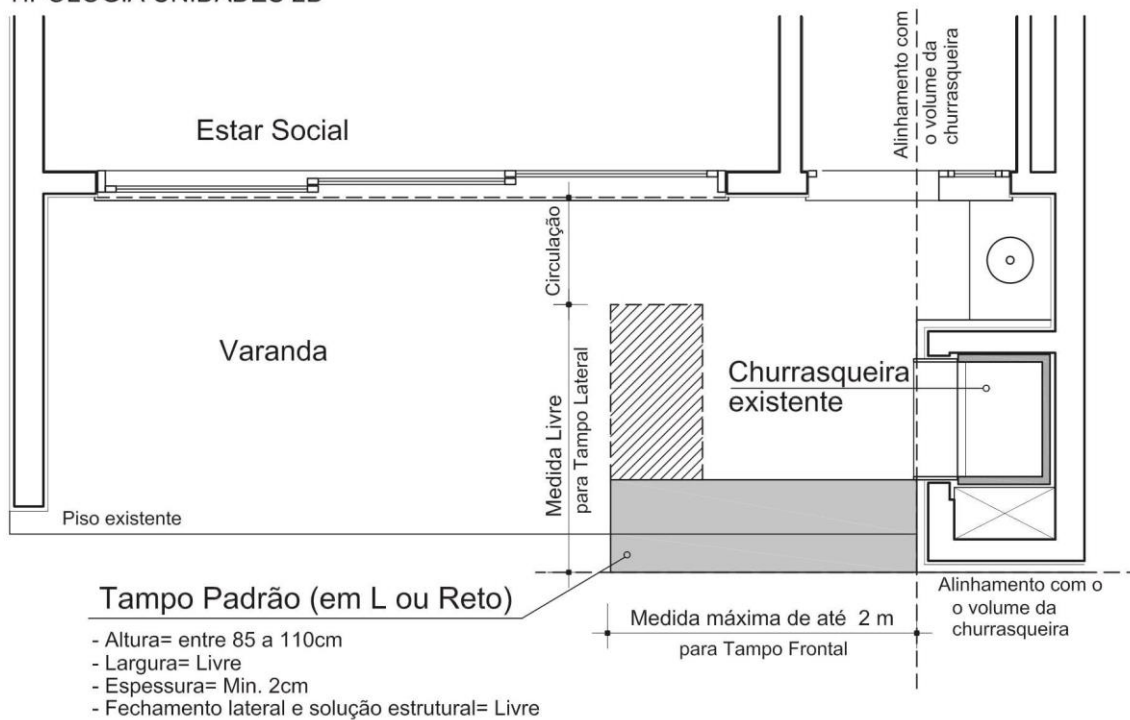 TIPOLOGIA UNIDADES 2D
Alinhamento com
o volume da
churrasqueira
Estar Social
Circulação
Varanda
Medida Livre
para Tampo Lateral
Churrasqueira
existente
Piso existente
Tampo Padrão (em L ou Reto)
- Altura= entre 85 a 110cm
- Largura= Livre
- Espessura= Min. 2cm
- Fechamento lateral e solução estrutural= Livre
Medida máxima de até 2 m
para Tampo Frontal
Alinhamento com o
o volume da
churrasqueira